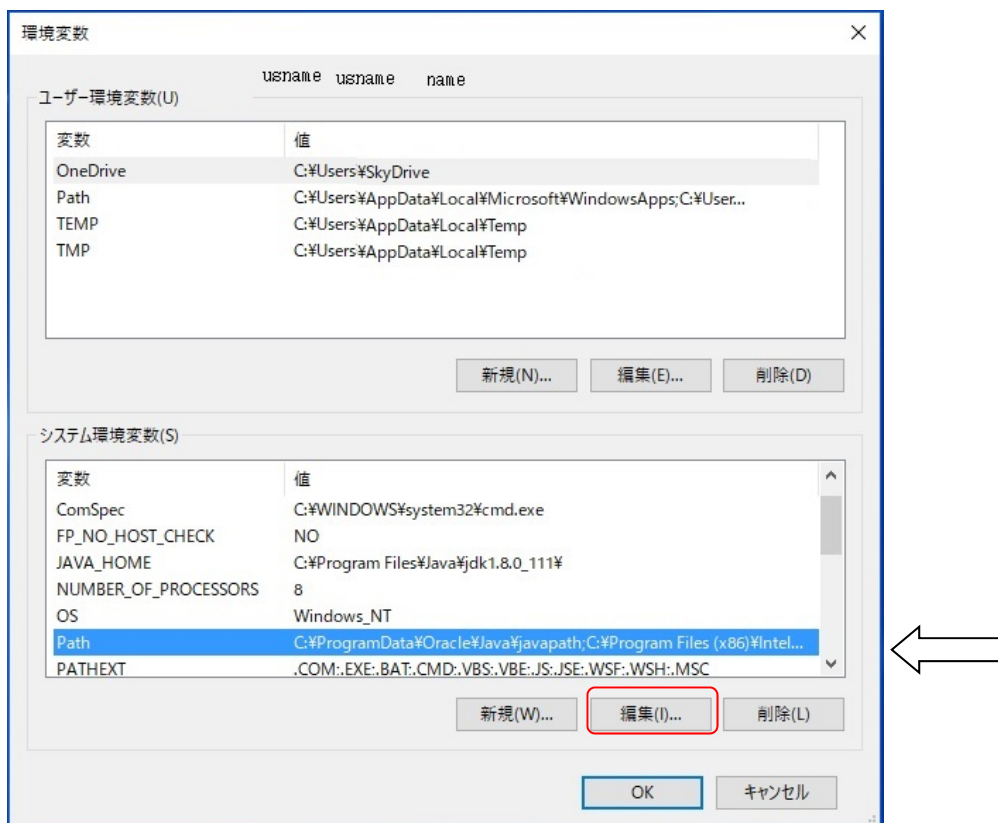 環境変数
usname usname name
ユーザー環境変数(U)
変数 値
OneDrive C:¥Users¥SkyDrive
Path C:¥Users¥AppData¥Local¥Microsoft¥WindowsApps;C:¥User...
TEMP C:¥Users¥AppData¥Local¥Temp
TMP C:¥Users¥AppData¥Local¥Temp
新規(N)... 編集(E)... 削除(D)
システム環境変数(S)
変数 値
ComSpec C:¥WINDOWS¥system32¥cmd.exe
FP_NO_HOST_CHECK NO
JAVA_HOME C:¥Program Files¥Java¥jdk1.8.0_111¥
NUMBER_OF_PROCESSORS 8
OS Windows_NT
Path C:¥ProgramData¥Oracle¥Java¥javapath;C:¥Program Files (x86)¥Intel...
PATHEXT .COM;.EXE;.BAT;.CMD;.VBS;.VBE;.JS;.JSE;.WSF;.WSH;.MSC
新規(W)... 編集(I)... 削除(L)
OK キャンセル